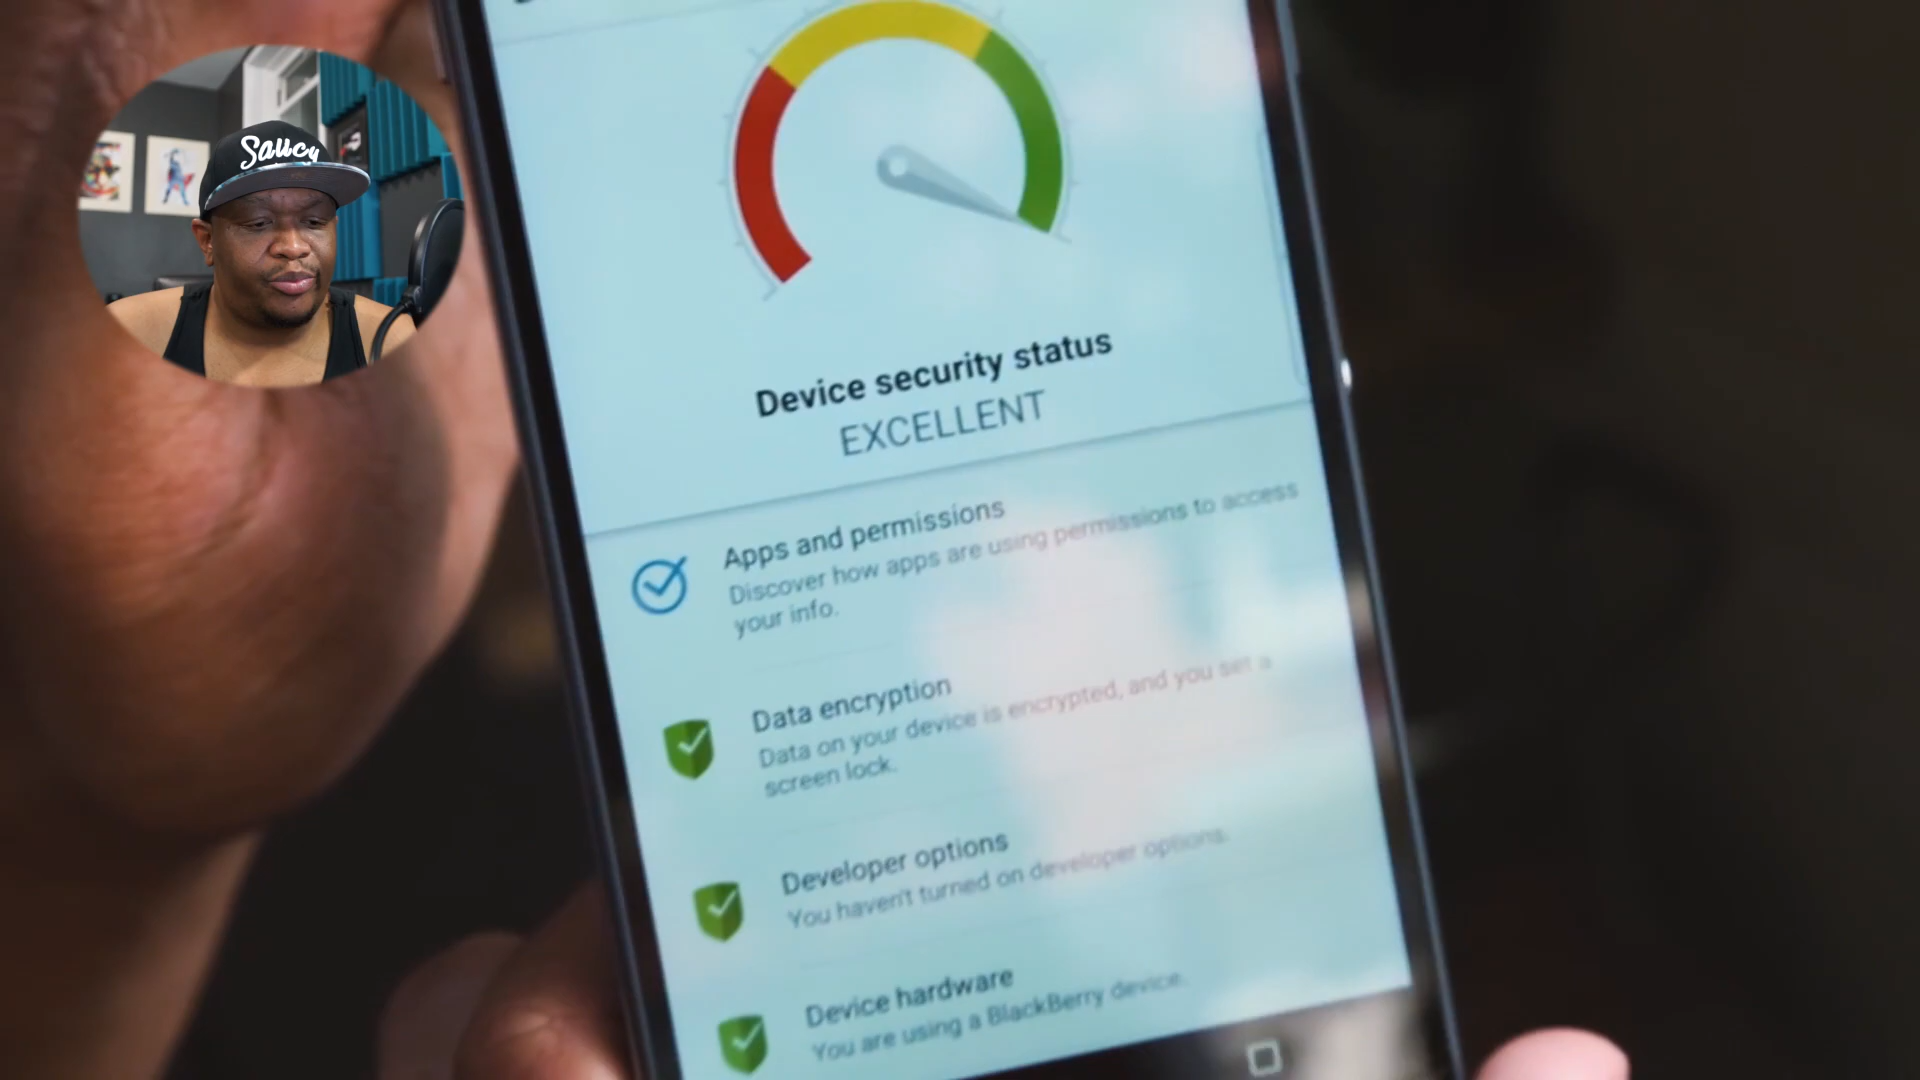 Saucy
Device security status
EXCELLENT
Apps and permissions
Discover how apps are using permissions to access
your info.
Data encryption
Data on your device is encrypted, and you set a
screen lock.
Developer options
You haven't turned on developer options.
Device hardware
You are using a BlackBerry device.